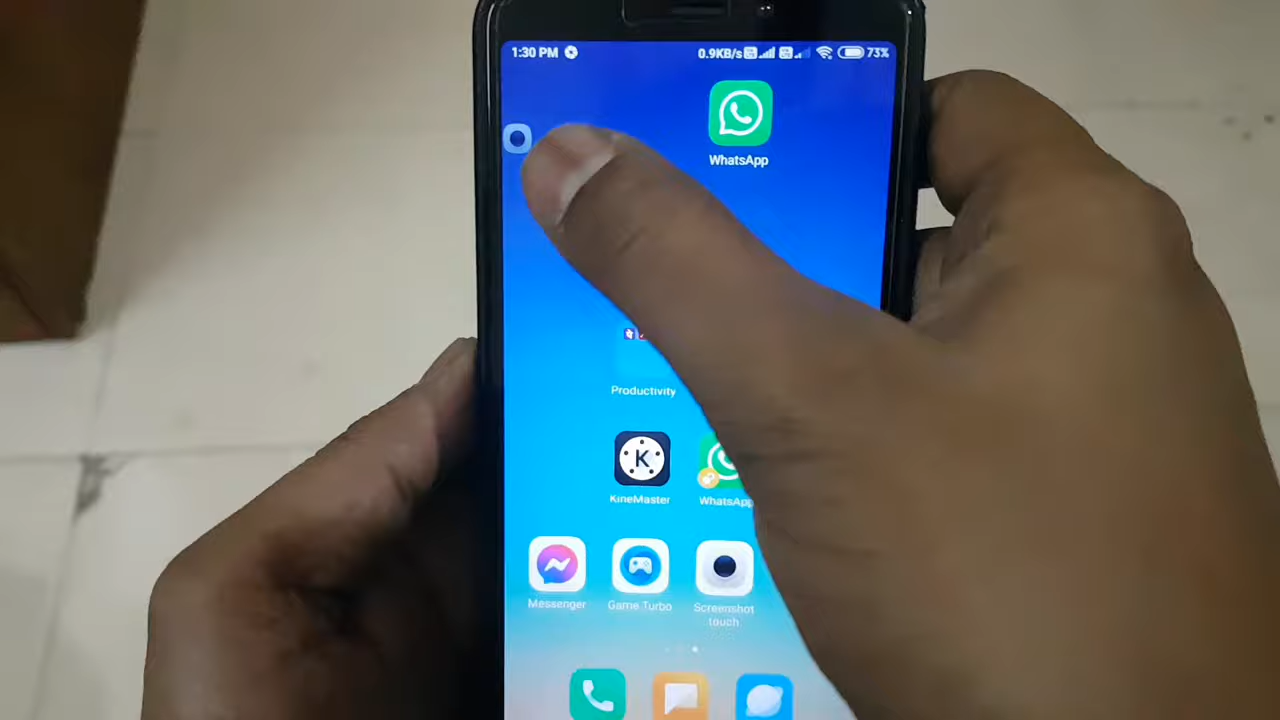 1:30 PM 0.9KB/s 73%
WhatsApp
Productivity
K
KineMaster WhatsApp
Messenger Game Turbo Screenshot
touch